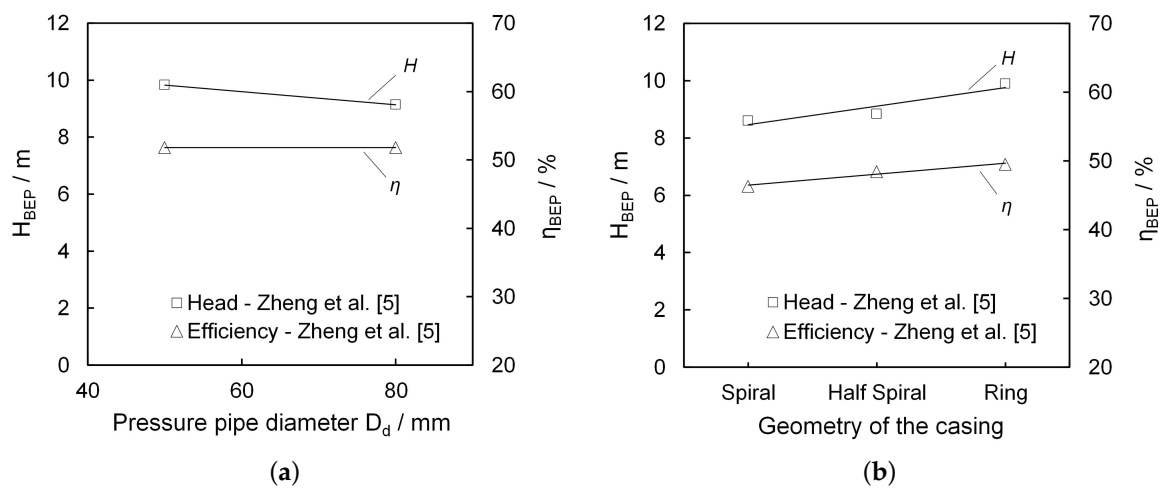 12
10
8
6
4
2
0
H_BEP / m
70
60
50
40
30
20
η_BEP / %
H
η
Head - Zheng et al. [5]
Efficiency - Zheng et al. [5]
40 60 80
Pressure pipe diameter D_d / mm
(a)
12
10
8
6
4
2
0
H_BEP / m
70
60
50
40
30
20
η_BEP / %
H
η
Head - Zheng et al. [5]
Efficiency - Zheng et al. [5]
Spiral Half Spiral Ring
Geometry of the casing
(b)